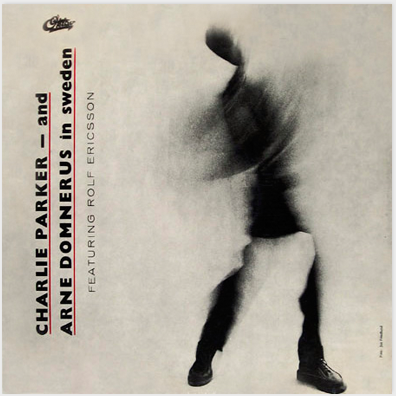 CHARLIE PARKER – and
ARNE DOMNERUS in sweden
FEATURING ROLF ERICSSON